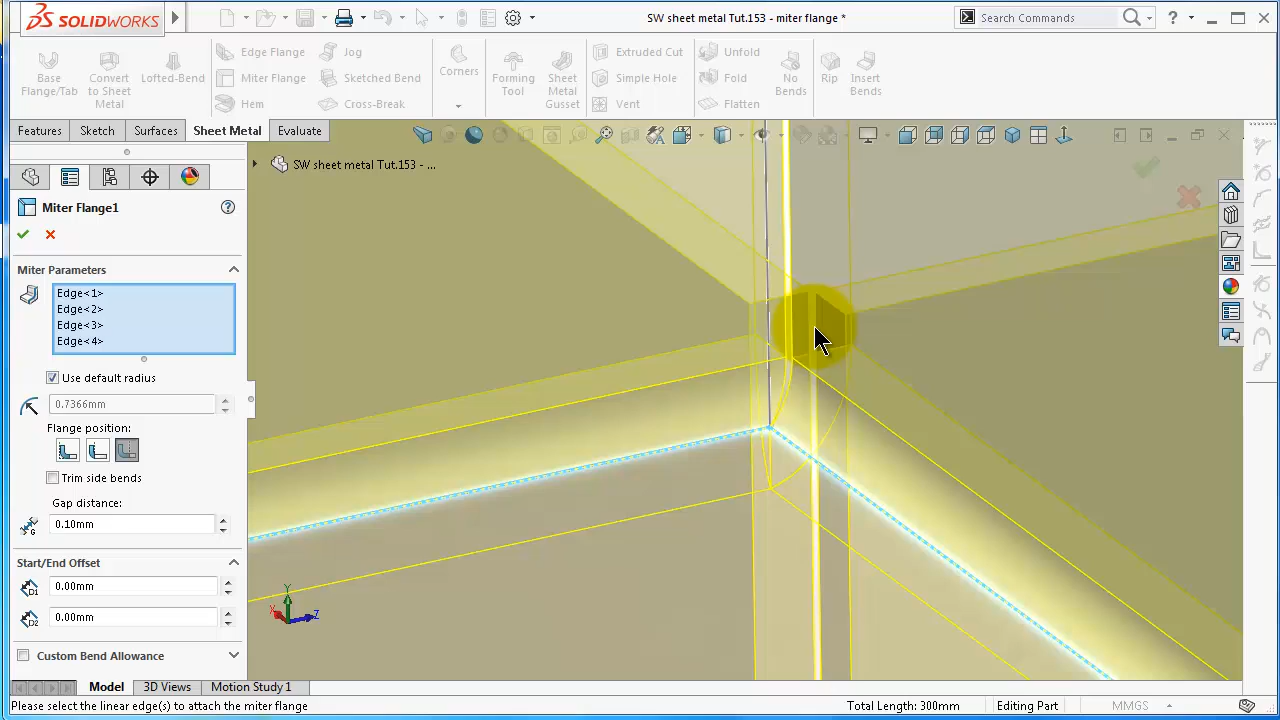 SOLIDWORKS
SW sheet metal Tut.153 - miter flange *
Search Commands
?
Base Flange/Tab
Convert to Sheet Metal
Lofted-Bend
Edge Flange
Miter Flange
Hem
Jog
Sketched Bend
Cross-Break
Corners
Forming Tool
Sheet Metal Gusset
Extruded Cut
Simple Hole
Vent
Unfold
Fold
Flatten
No Bends
Rip
Insert Bends
Features
Sketch
Surfaces
Sheet Metal
Evaluate
SW sheet metal Tut.153 - ...
Miter Flange1
?
Miter Parameters
Edge<1>
Edge<2>
Edge<3>
Edge<4>
Use default radius
0.7366mm
Flange position:
Trim side bends
Gap distance:
G
0.10mm
Start/End Offset
D1
0.00mm
D2
0.00mm
Custom Bend Allowance
Y
X
Z
Model
3D Views
Motion Study 1
Please select the linear edge(s) to attach the miter flange
Total Length: 300mm
Editing Part
MMGS